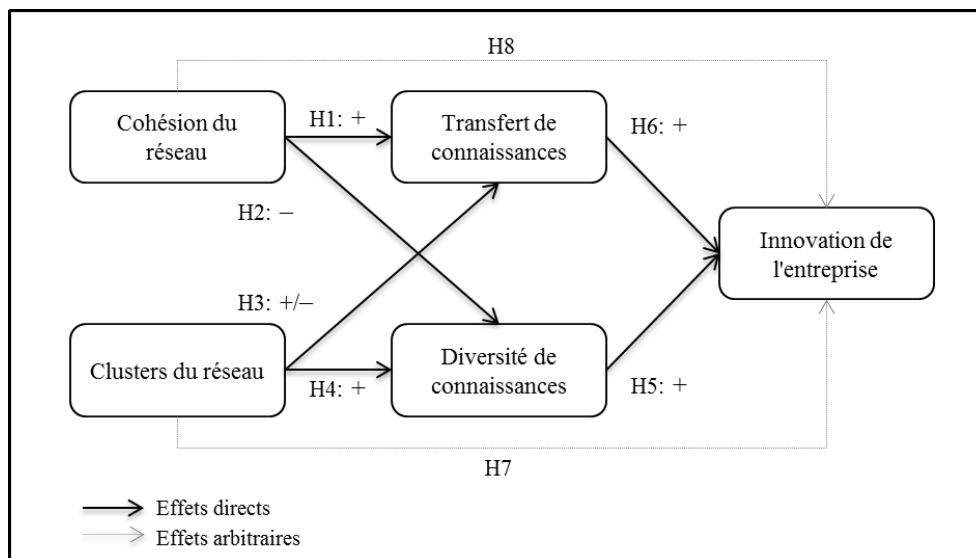 H8
Cohésion du
réseau
H1: +
Transfert de
connaissances
H6: +
H2: –
Innovation de
l'entreprise
H3: +/–
Clusters du réseau
H4: +
Diversité de
connaissances
H5: +
H7
Effets directs
Effets arbitraires